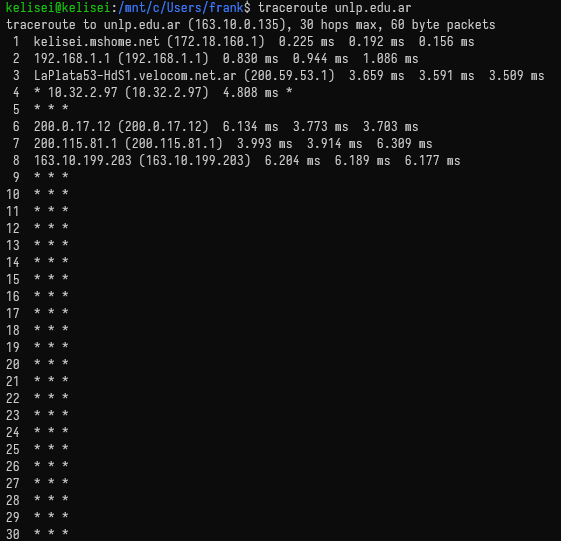 kelisei@kelisei:/mnt/c/Users/frank$ traceroute unlp.edu.ar
traceroute to unlp.edu.ar (163.10.0.135), 30 hops max, 60 byte packets
 1  kelisei.mshome.net (172.18.160.1)  0.225 ms  0.192 ms  0.156 ms
 2  192.168.1.1 (192.168.1.1)  0.830 ms  0.944 ms  1.086 ms
 3  LaPlata53-HdS1.velocom.net.ar (200.59.53.1)  3.659 ms  3.591 ms  3.509 ms
 4  * 10.32.2.97 (10.32.2.97)  4.808 ms *
 5  * * *
 6  200.0.17.12 (200.0.17.12)  6.134 ms  3.773 ms  3.703 ms
 7  200.115.81.1 (200.115.81.1)  3.993 ms  3.914 ms  6.309 ms
 8  163.10.199.203 (163.10.199.203)  6.204 ms  6.189 ms  6.177 ms
 9  * * *
10  * * *
11  * * *
12  * * *
13  * * *
14  * * *
15  * * *
16  * * *
17  * * *
18  * * *
19  * * *
20  * * *
21  * * *
22  * * *
23  * * *
24  * * *
25  * * *
26  * * *
27  * * *
28  * * *
29  * * *
30  * * *